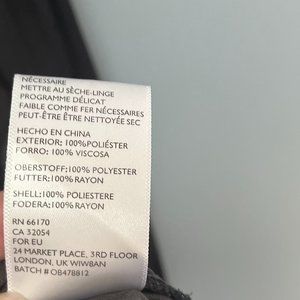 NÉCESSAIRE
METTRE AU SÈCHE-LINGE
PROGRAMME DÉLICAT
FAIBLE COMME FER NÉCESSAIRES
PEUT-ÊTRE ÊTRE NETTOYÉE SEC
HECHO EN CHINA
EXTERIOR: 100%POLIÉSTER
FORRO: 100% VISCOSA
OBERSTOFF:100% POLYESTER
FUTTER:100% RAYON
SHELL:100% POLIESTERE
FODERA:100% RAYON
RN 66170
CA 32054
FOR EU
24 MARKET PLACE, 3RD FLOOR
LONDON, UK WIW8AN
BATCH # OB478812